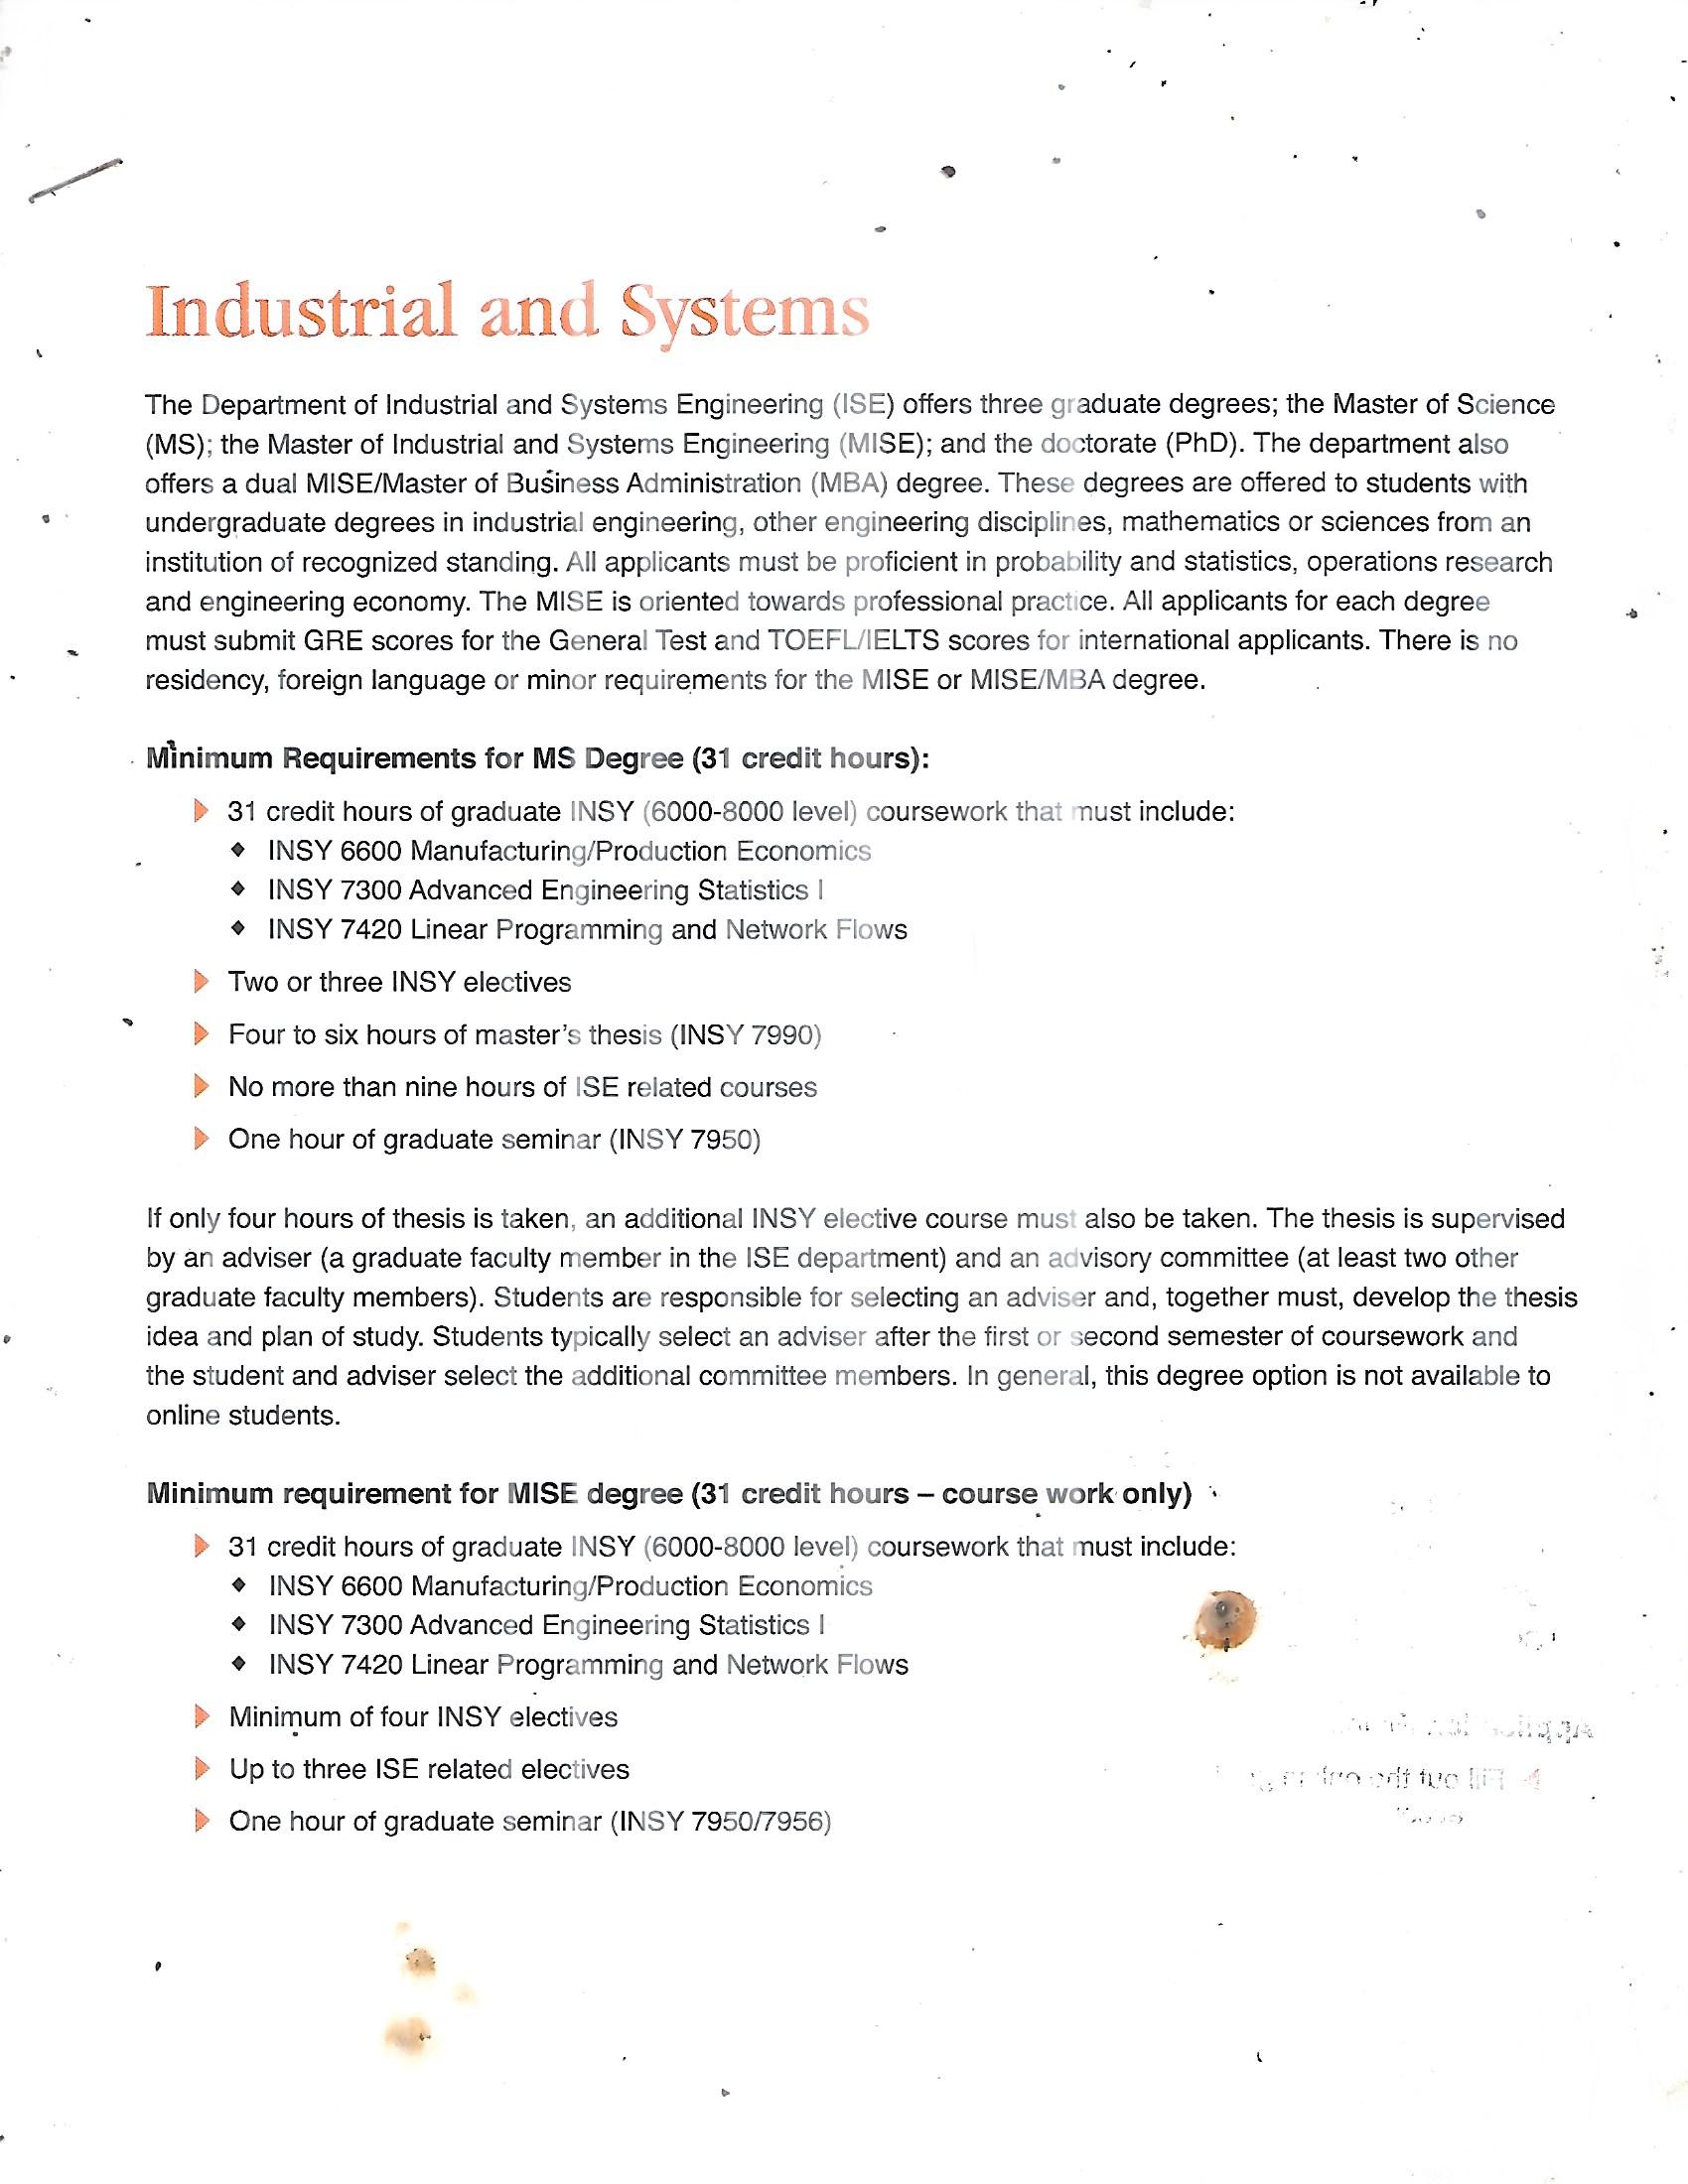 Industrial and Systems
The Department of Industrial and Systems Engineering (ISE) offers three graduate degrees; the Master of Science
(MS); the Master of Industrial and Systems Engineering (MISE); and the doctorate (PhD). The department also
offers a dual MISE/Master of Business Administration (MBA) degree. These degrees are offered to students with
undergraduate degrees in industrial engineering, other engineering disciplines, mathematics or sciences from an
institution of recognized standing. All applicants must be proficient in probability and statistics, operations research
and engineering economy. The MISE is oriented towards professional practice. All applicants for each degree
must submit GRE scores for the General Test and TOEFL/IELTS scores for international applicants. There is no
residency, foreign language or minor requirements for the MISE or MISE/MBA degree.
Minimum Requirements for MS Degree (31 credit hours):
31 credit hours of graduate INSY (6000-8000 level) coursework that must include:
INSY 6600 Manufacturing/Production Economics
INSY 7300 Advanced Engineering Statistics I
INSY 7420 Linear Programming and Network Flows
Two or three INSY electives
Four to six hours of master's thesis (INSY 7990)
No more than nine hours of ISE related courses
One hour of graduate seminar (INSY 7950)
If only four hours of thesis is taken, an additional INSY elective course must also be taken. The thesis is supervised
by an adviser (a graduate faculty member in the ISE department) and an advisory committee (at least two other
graduate faculty members). Students are responsible for selecting an adviser and, together must, develop the thesis
idea and plan of study. Students typically select an adviser after the first or second semester of coursework and
the student and adviser select the additional committee members. In general, this degree option is not available to
online students.
Minimum requirement for MISE degree (31 credit hours – course work only)
31 credit hours of graduate INSY (6000-8000 level) coursework that must include:
INSY 6600 Manufacturing/Production Economics
INSY 7300 Advanced Engineering Statistics I
INSY 7420 Linear Programming and Network Flows
Minimum of four INSY electives
Up to three ISE related electives
One hour of graduate seminar (INSY 7950/7956)
Fill out the